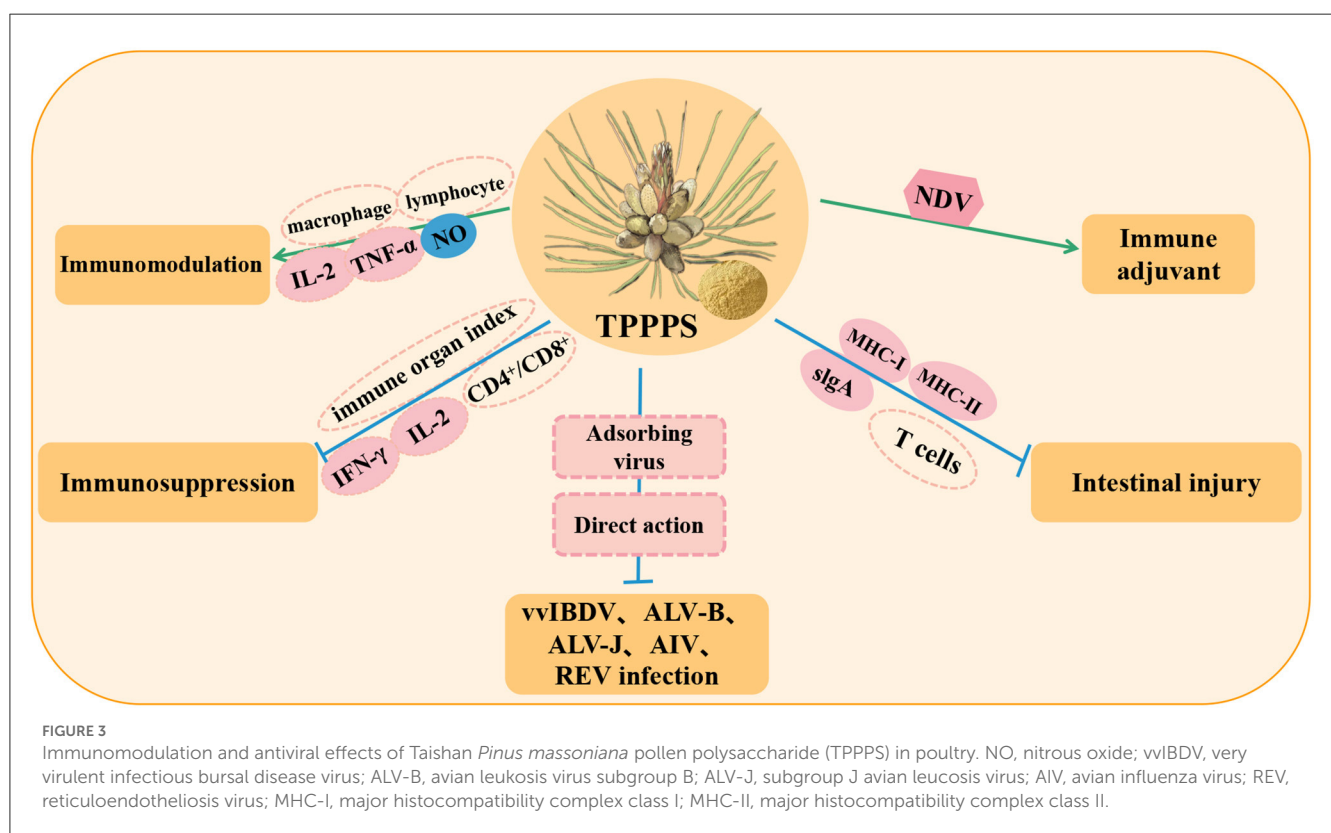 macrophage
lymphocyte
Immunomodulation
IL-2
TNF-α
NO
TPPPS
NDV
Immune
adjuvant
immune organ index
CD4⁺/CD8⁺
Immunosuppression
IFN-γ
IL-2
Adsorbing
virus
Direct action
vvIBDV、ALV-B、
ALV-J、AIV、
REV infection
MHC-I
MHC-II
sIgA
T cells
Intestinal injury
FIGURE 3
Immunomodulation and antiviral effects of Taishan Pinus massoniana pollen polysaccharide (TPPPS) in poultry. NO, nitrous oxide; vvIBDV, very
virulent infectious bursal disease virus; ALV-B, avian leukosis virus subgroup B; ALV-J, subgroup J avian leucosis virus; AIV, avian influenza virus; REV,
reticuloendotheliosis virus; MHC-I, major histocompatibility complex class I; MHC-II, major histocompatibility complex class II.